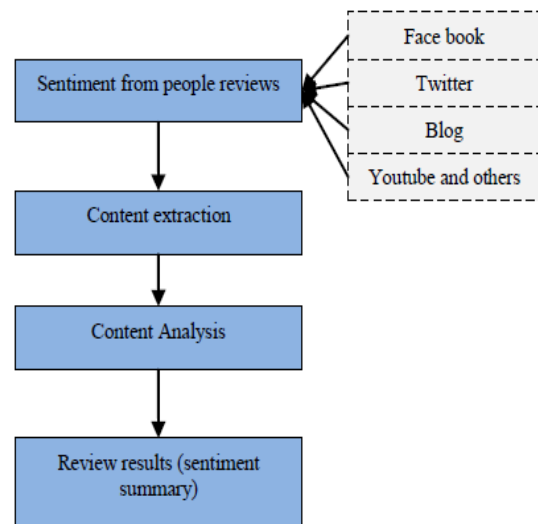 Face book
Sentiment from people reviews
Twitter
Blog
Youtube and others
Content extraction
Content Analysis
Review results (sentiment
summary)